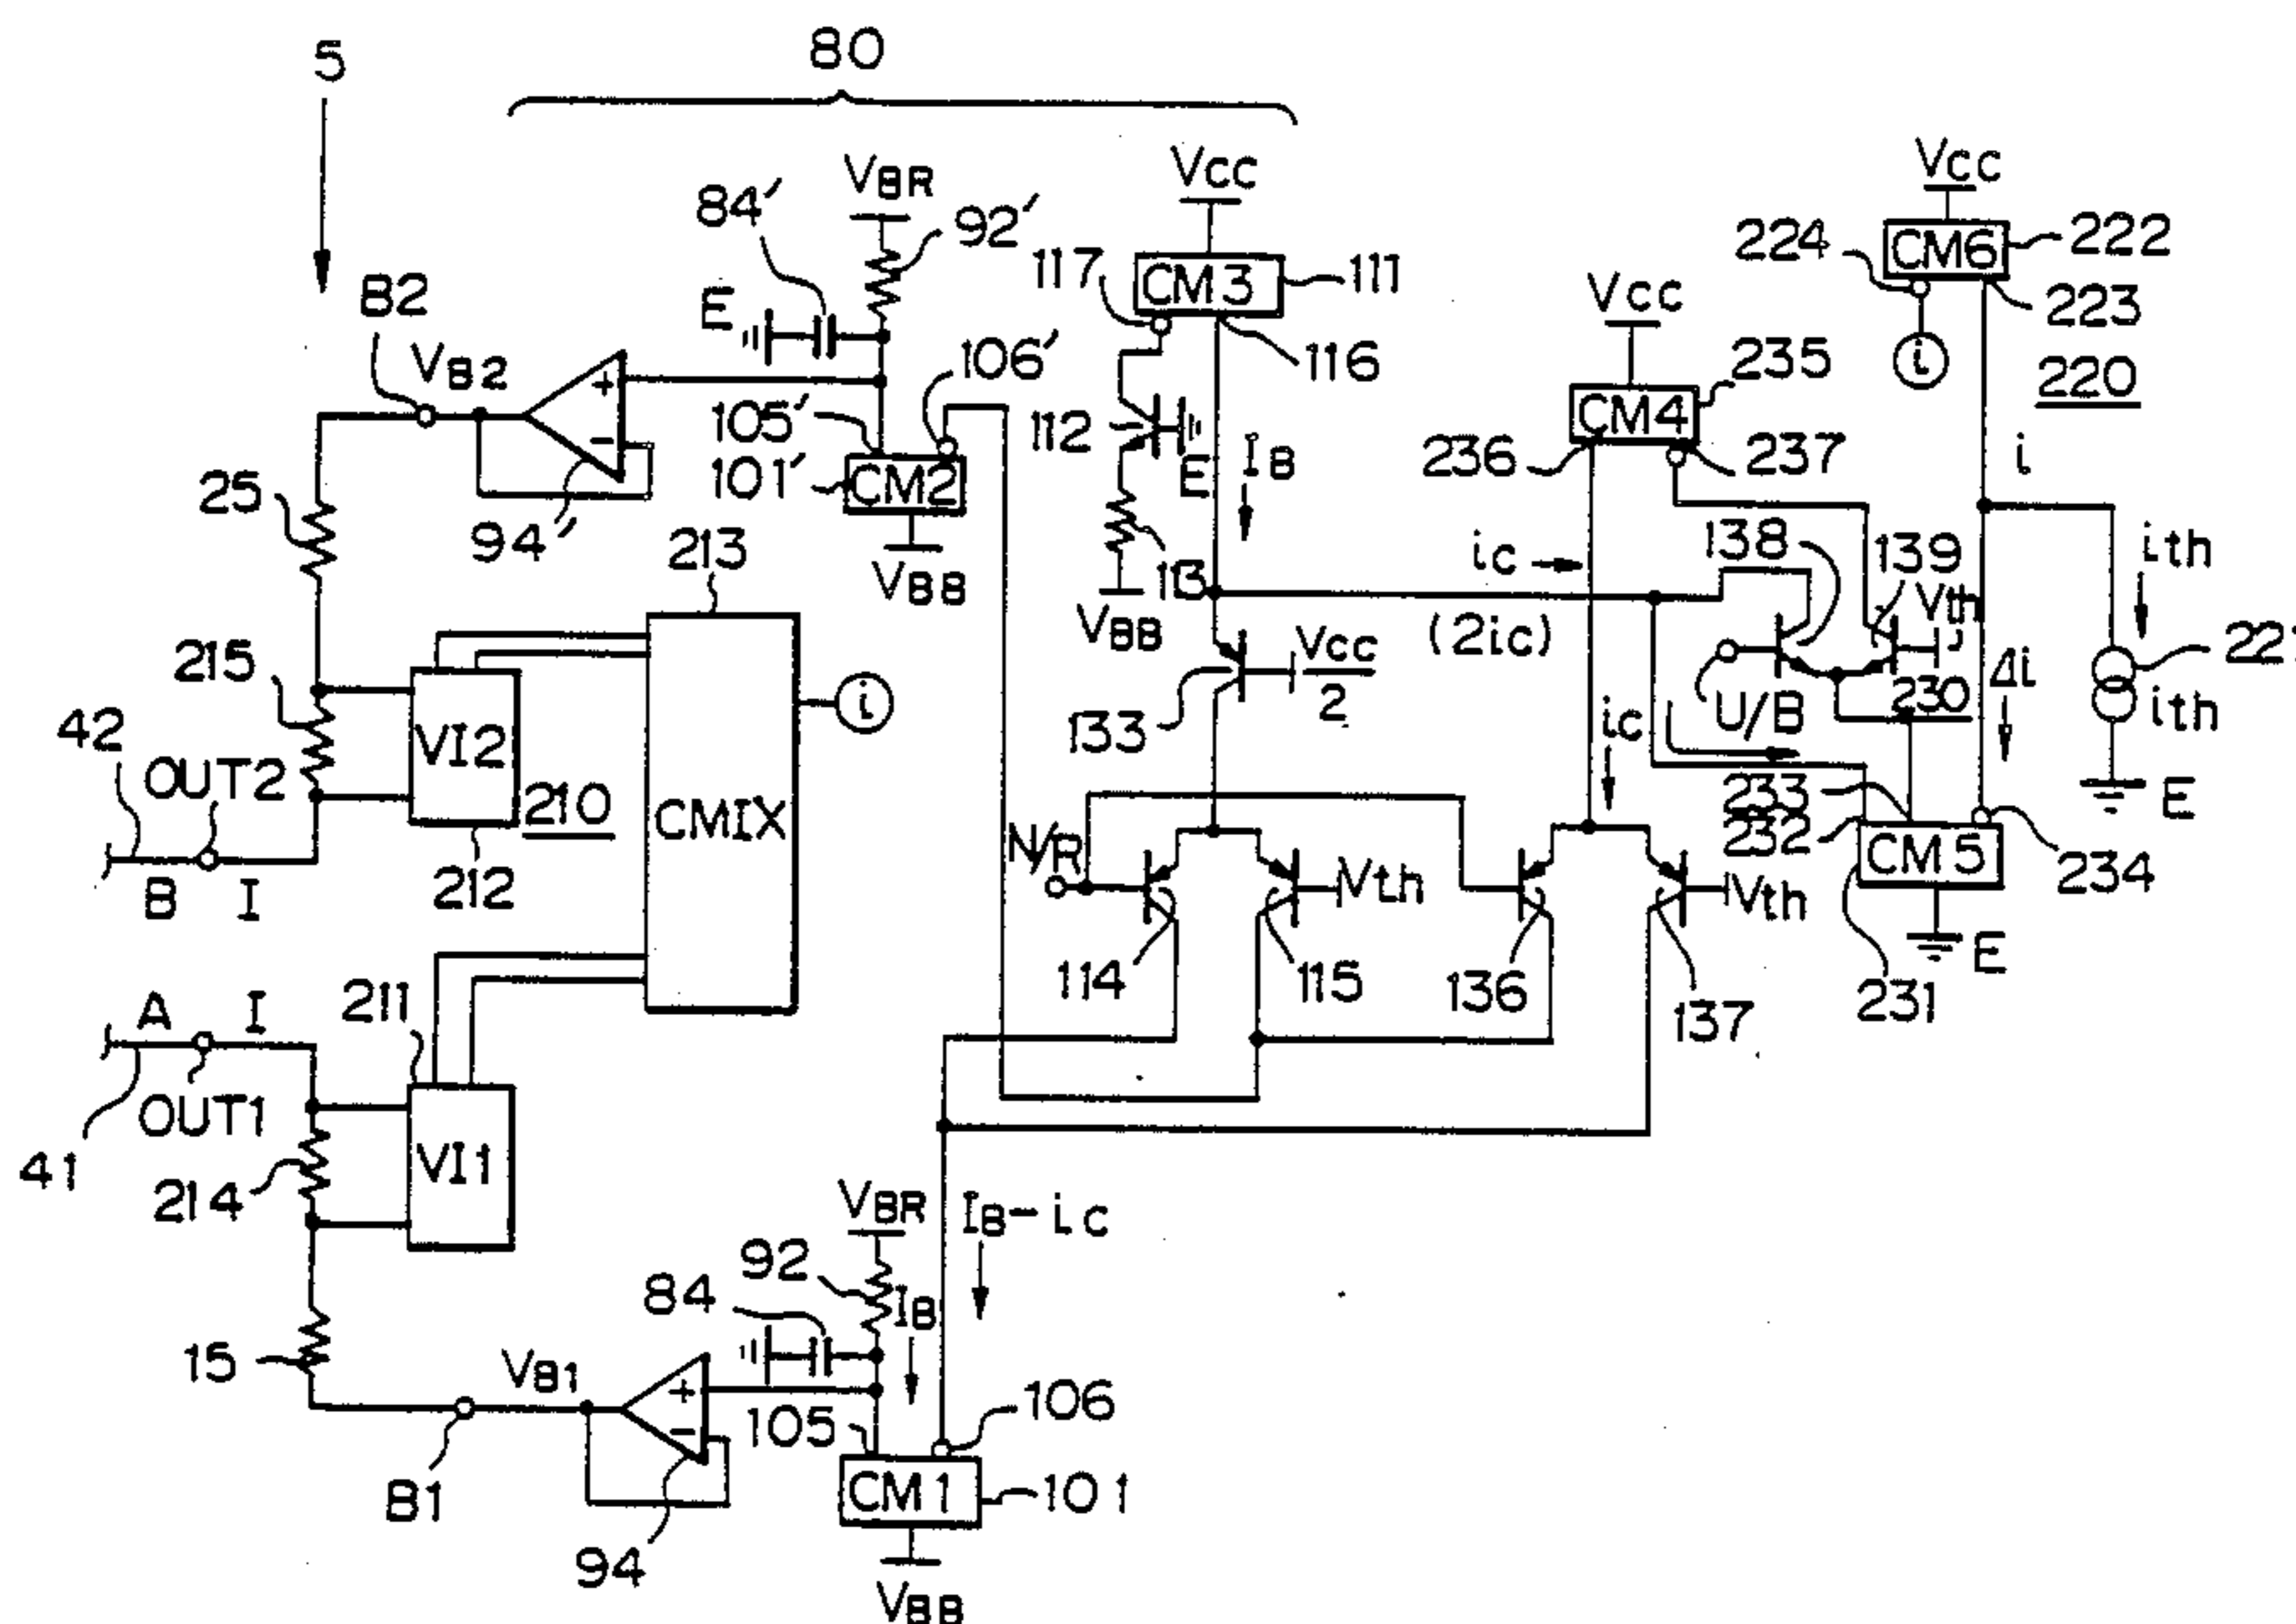 5
80
VBR
84'
92'
VCC
117
CM3
111
116
VCC
224
CM6
222
223
i
220
82
VB2
E
+
-
94'
105'
106'
101'
CM2
VBB
112
E
IB
113
VBB
VCC
CM4
235
236
237
i
25
213
215
VI2
210
212
42
OUT2
B
I
CMIX
i
VCC
2
133
ic
(2ic)
ic
138
139
Vth
U/B
230
Δi
ith
ith
221
E
233
232
CM5
234
231
E
N/R
Vth
Vth
114
115
136
137
A
I
211
OUT1
41
214
VI1
15
VB1
81
+
-
94
VBR
92
IB
84
IB-ic
105
106
CM1
101
VBB